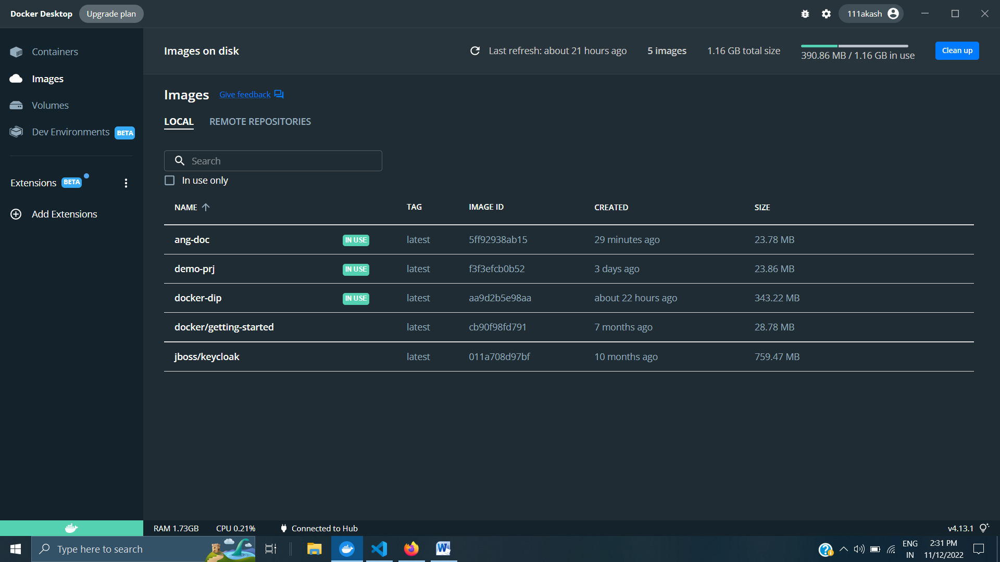 Docker Desktop Upgrade plan 111akash
Containers
Images
Volumes
Dev Environments BETA
Extensions BETA
Add Extensions
Images on disk Last refresh: about 21 hours ago 5 images 1.16 GB total size 390.86 MB / 1.16 GB in use Clean up
Images Give feedback
LOCAL REMOTE REPOSITORIES
Search
In use only
NAME TAG IMAGE ID CREATED SIZE
ang-doc IN USE latest 5ff92938ab15 29 minutes ago 23.78 MB
demo-prj IN USE latest f3f3efcb0b52 3 days ago 23.86 MB
docker-dip IN USE latest aa9d2b5e98aa about 22 hours ago 343.22 MB
docker/getting-started latest cb90f98fd791 7 months ago 28.78 MB
jboss/keycloak latest 011a708d97bf 10 months ago 759.47 MB
RAM 1.73GB CPU 0.21% Connected to Hub v4.13.1
Type here to search
W
ENG 2:31 PM
IN 11/12/2022